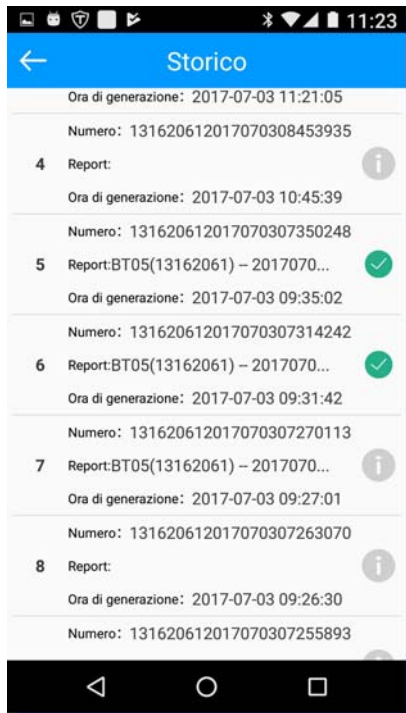 11:23
Storico
Ora di generazione: 2017-07-03 11:21:05
Numero: 131620612017070308453935
4 Report:
Ora di generazione: 2017-07-03 10:45:39
Numero: 131620612017070307350248
5 Report:BT05(13162061) -- 2017070...
Ora di generazione: 2017-07-03 09:35:02
Numero: 131620612017070307314242
6 Report:BT05(13162061) -- 2017070...
Ora di generazione: 2017-07-03 09:31:42
Numero: 131620612017070307270113
7 Report:BT05(13162061) -- 2017070...
Ora di generazione: 2017-07-03 09:27:01
Numero: 131620612017070307263070
8 Report:
Ora di generazione: 2017-07-03 09:26:30
Numero: 131620612017070307255893